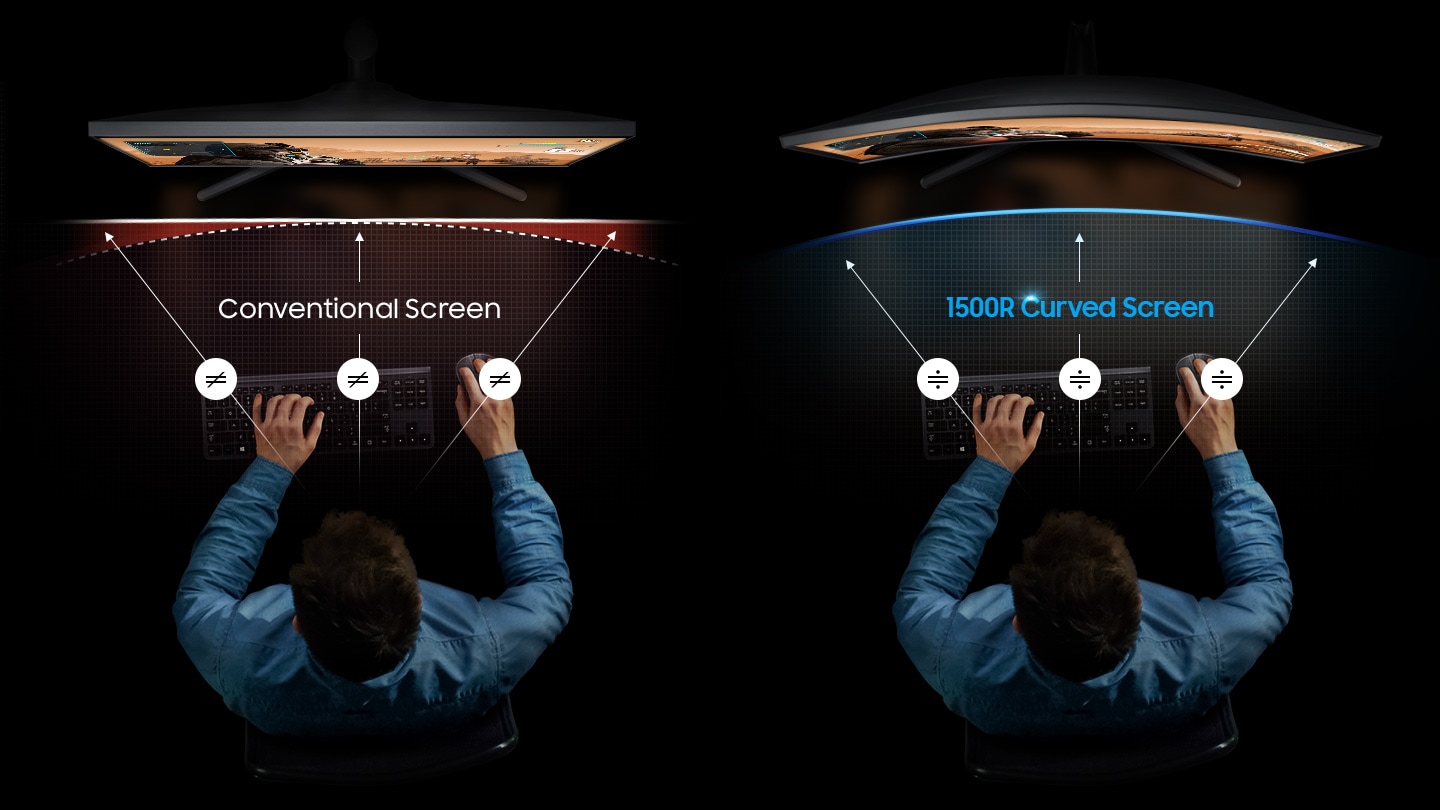 Conventional Screen
1500R Curved Screen
≠ ≠ ≠
≑ ≑ ≑